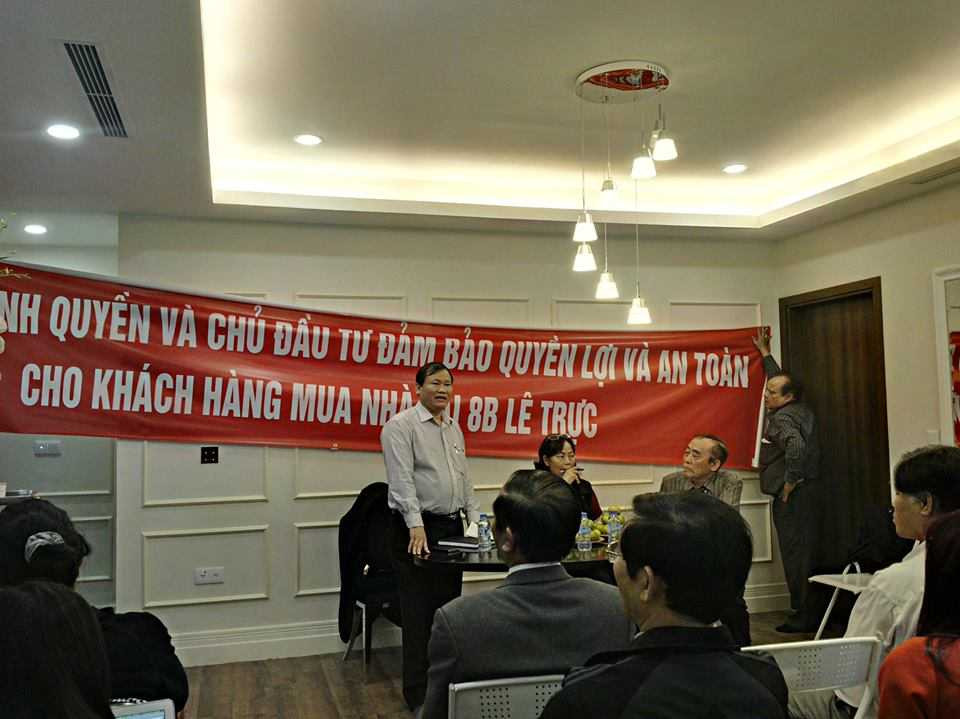 NH QUYỀN VÀ CHỦ ĐẦU TƯ ĐẢM BẢO QUYỀN LỢI VÀ AN TOÀN
CHO KHÁCH HÀNG MUA NHÀ 8B LÊ TRỰC